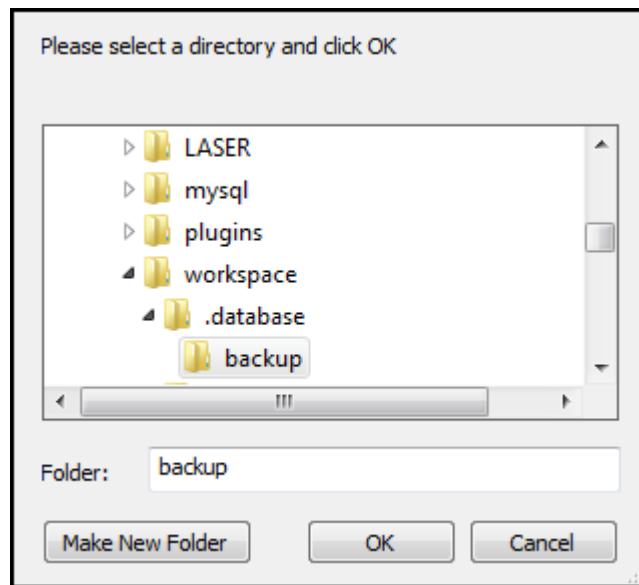 Please select a directory and click OK
LASER
mysql
plugins
workspace
.database
backup
Folder: backup
Make New Folder OK Cancel